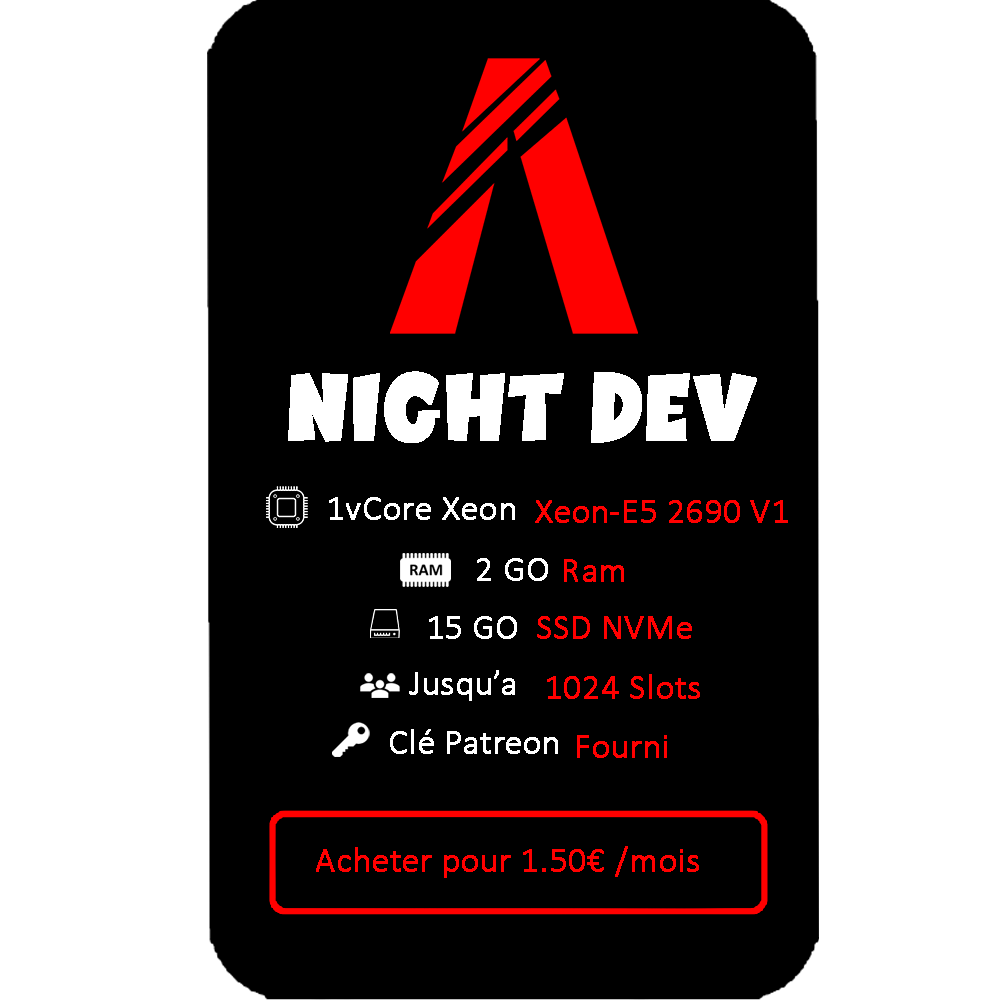 NIGHT DEV
1vCore Xeon Xeon-E5 2690 V1
RAM 2 GO Ram
15 GO SSD NVMe
Jusqu’a 1024 Slots
Clé Patreon Fourni
Acheter pour 1.50€ /mois